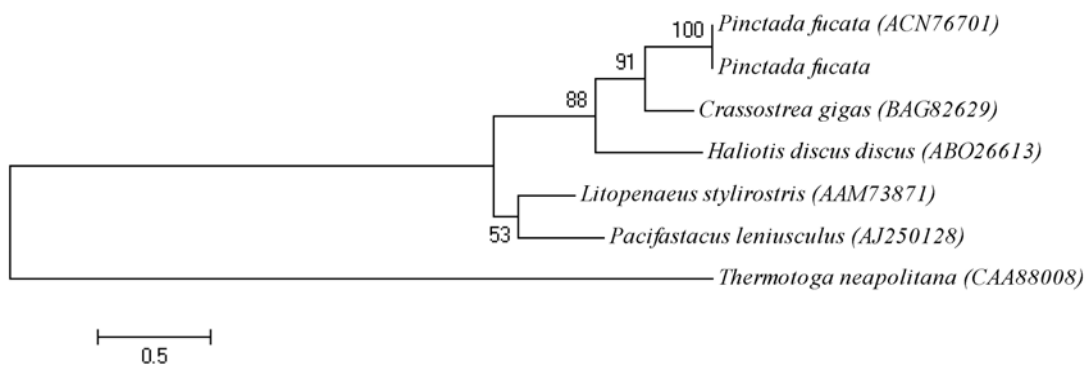 Pinctada fucata (ACN76701)
100
Pinctada fucata
91
Crassostrea gigas (BAG82629)
88
Haliotis discus discus (ABO26613)
Litopenaeus stylirostris (AAM73871)
53
Pacifastacus leniusculus (AJ250128)
Thermotoga neapolitana (CAA88008)
0.5